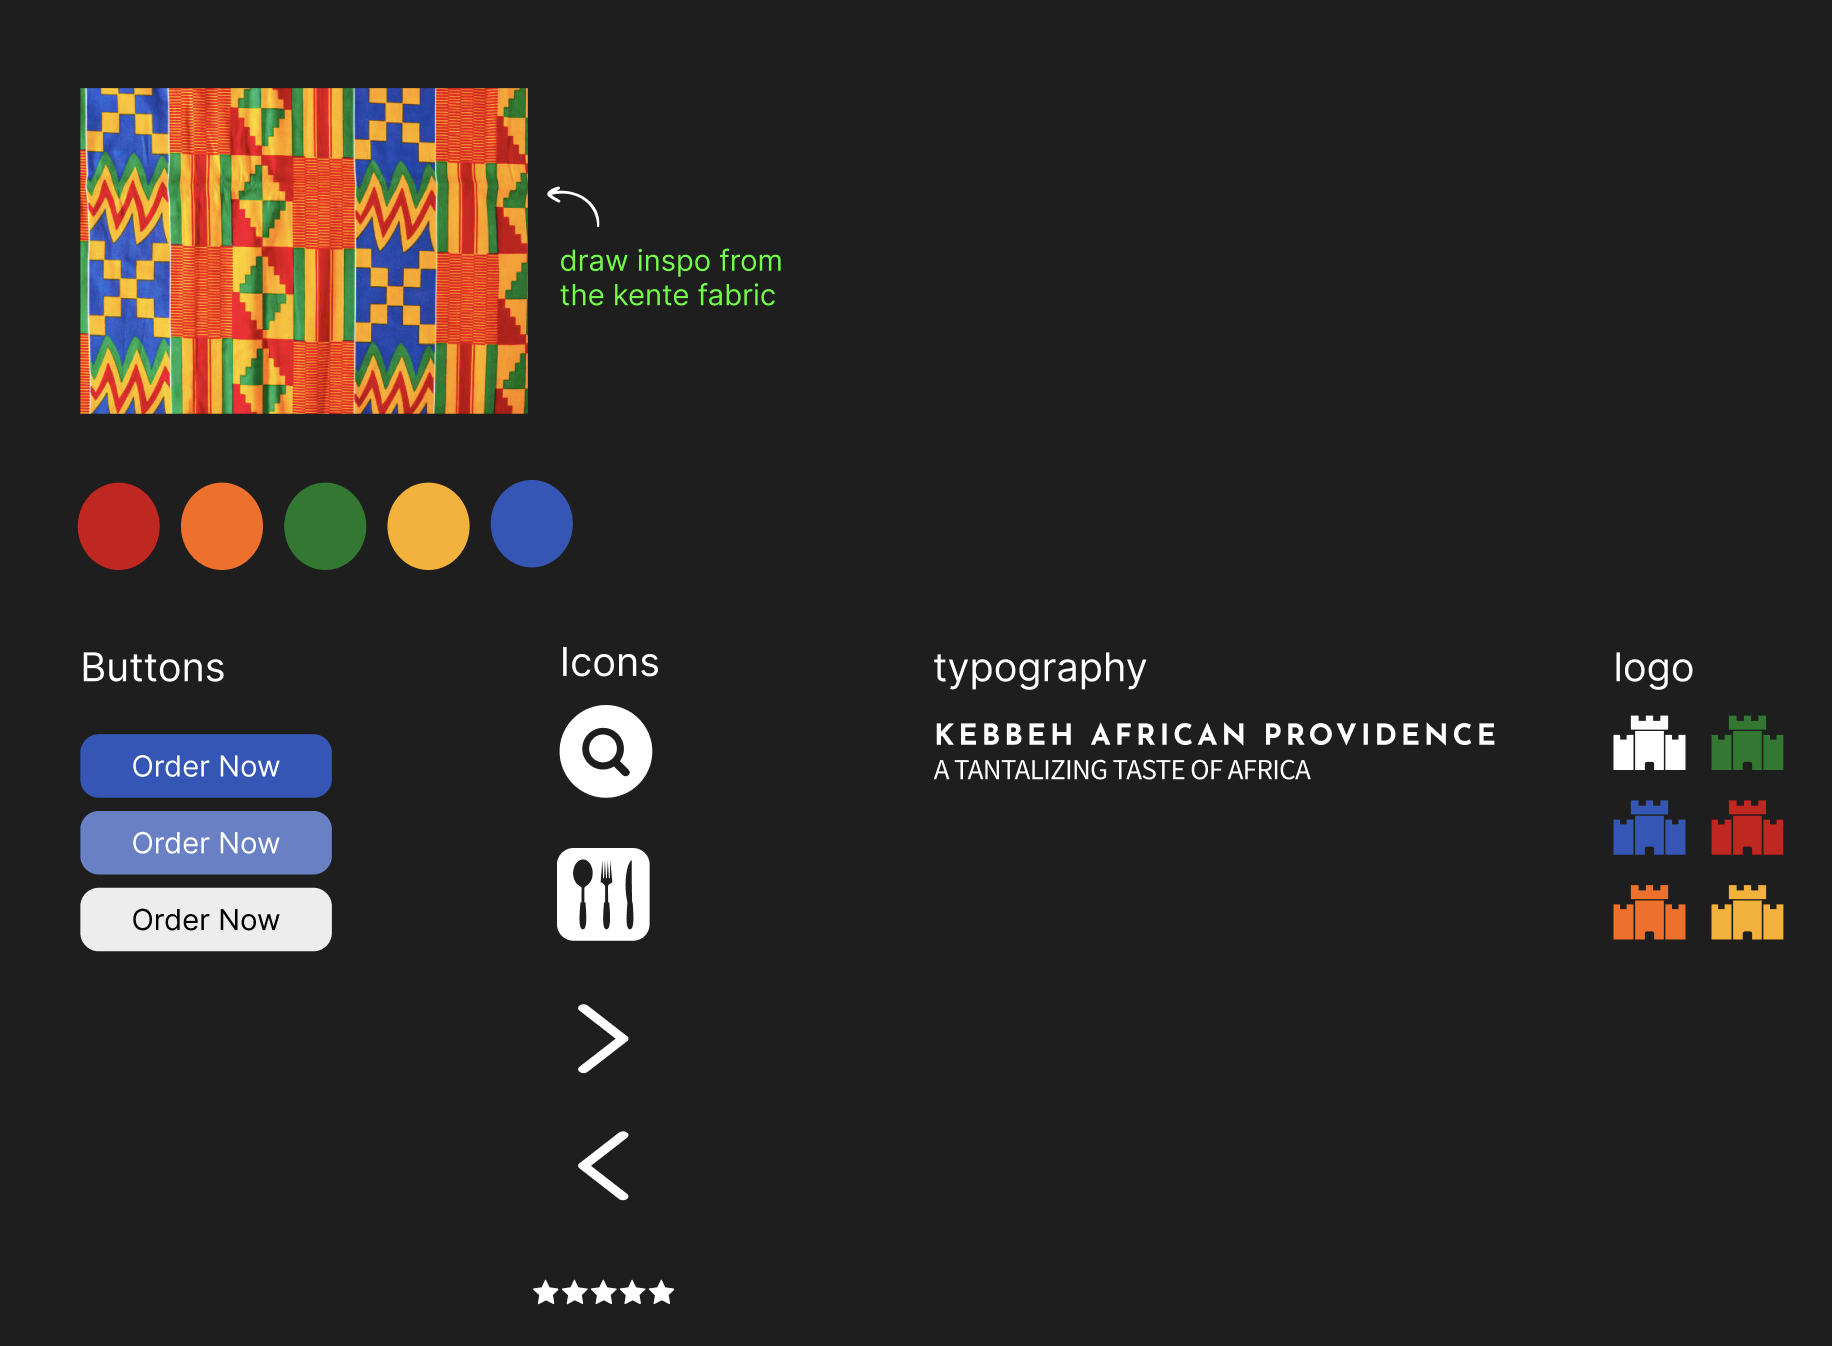 draw inspo from
the kente fabric
Buttons
Order Now
Order Now
Order Now
Icons
typography
KEBBEH AFRICAN PROVIDENCE
A TANTALIZING TASTE OF AFRICA
logo